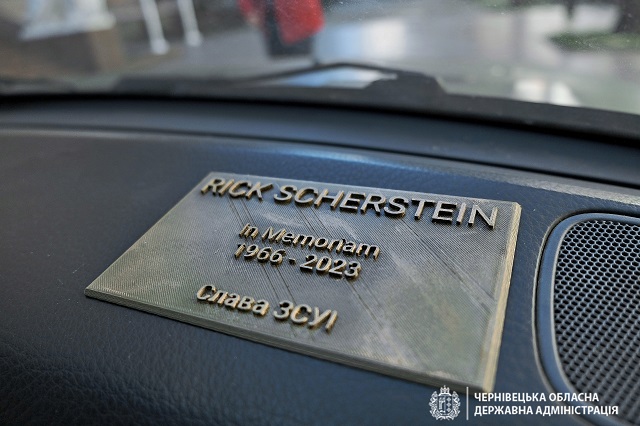 RICK SCHERSTEIN
In Memoriam
1966 - 2023
Слава ЗСУ!
ЧЕРНІВЕЦЬКА ОБЛАСНА
ДЕРЖАВНА АДМІНІСТРАЦІЯ